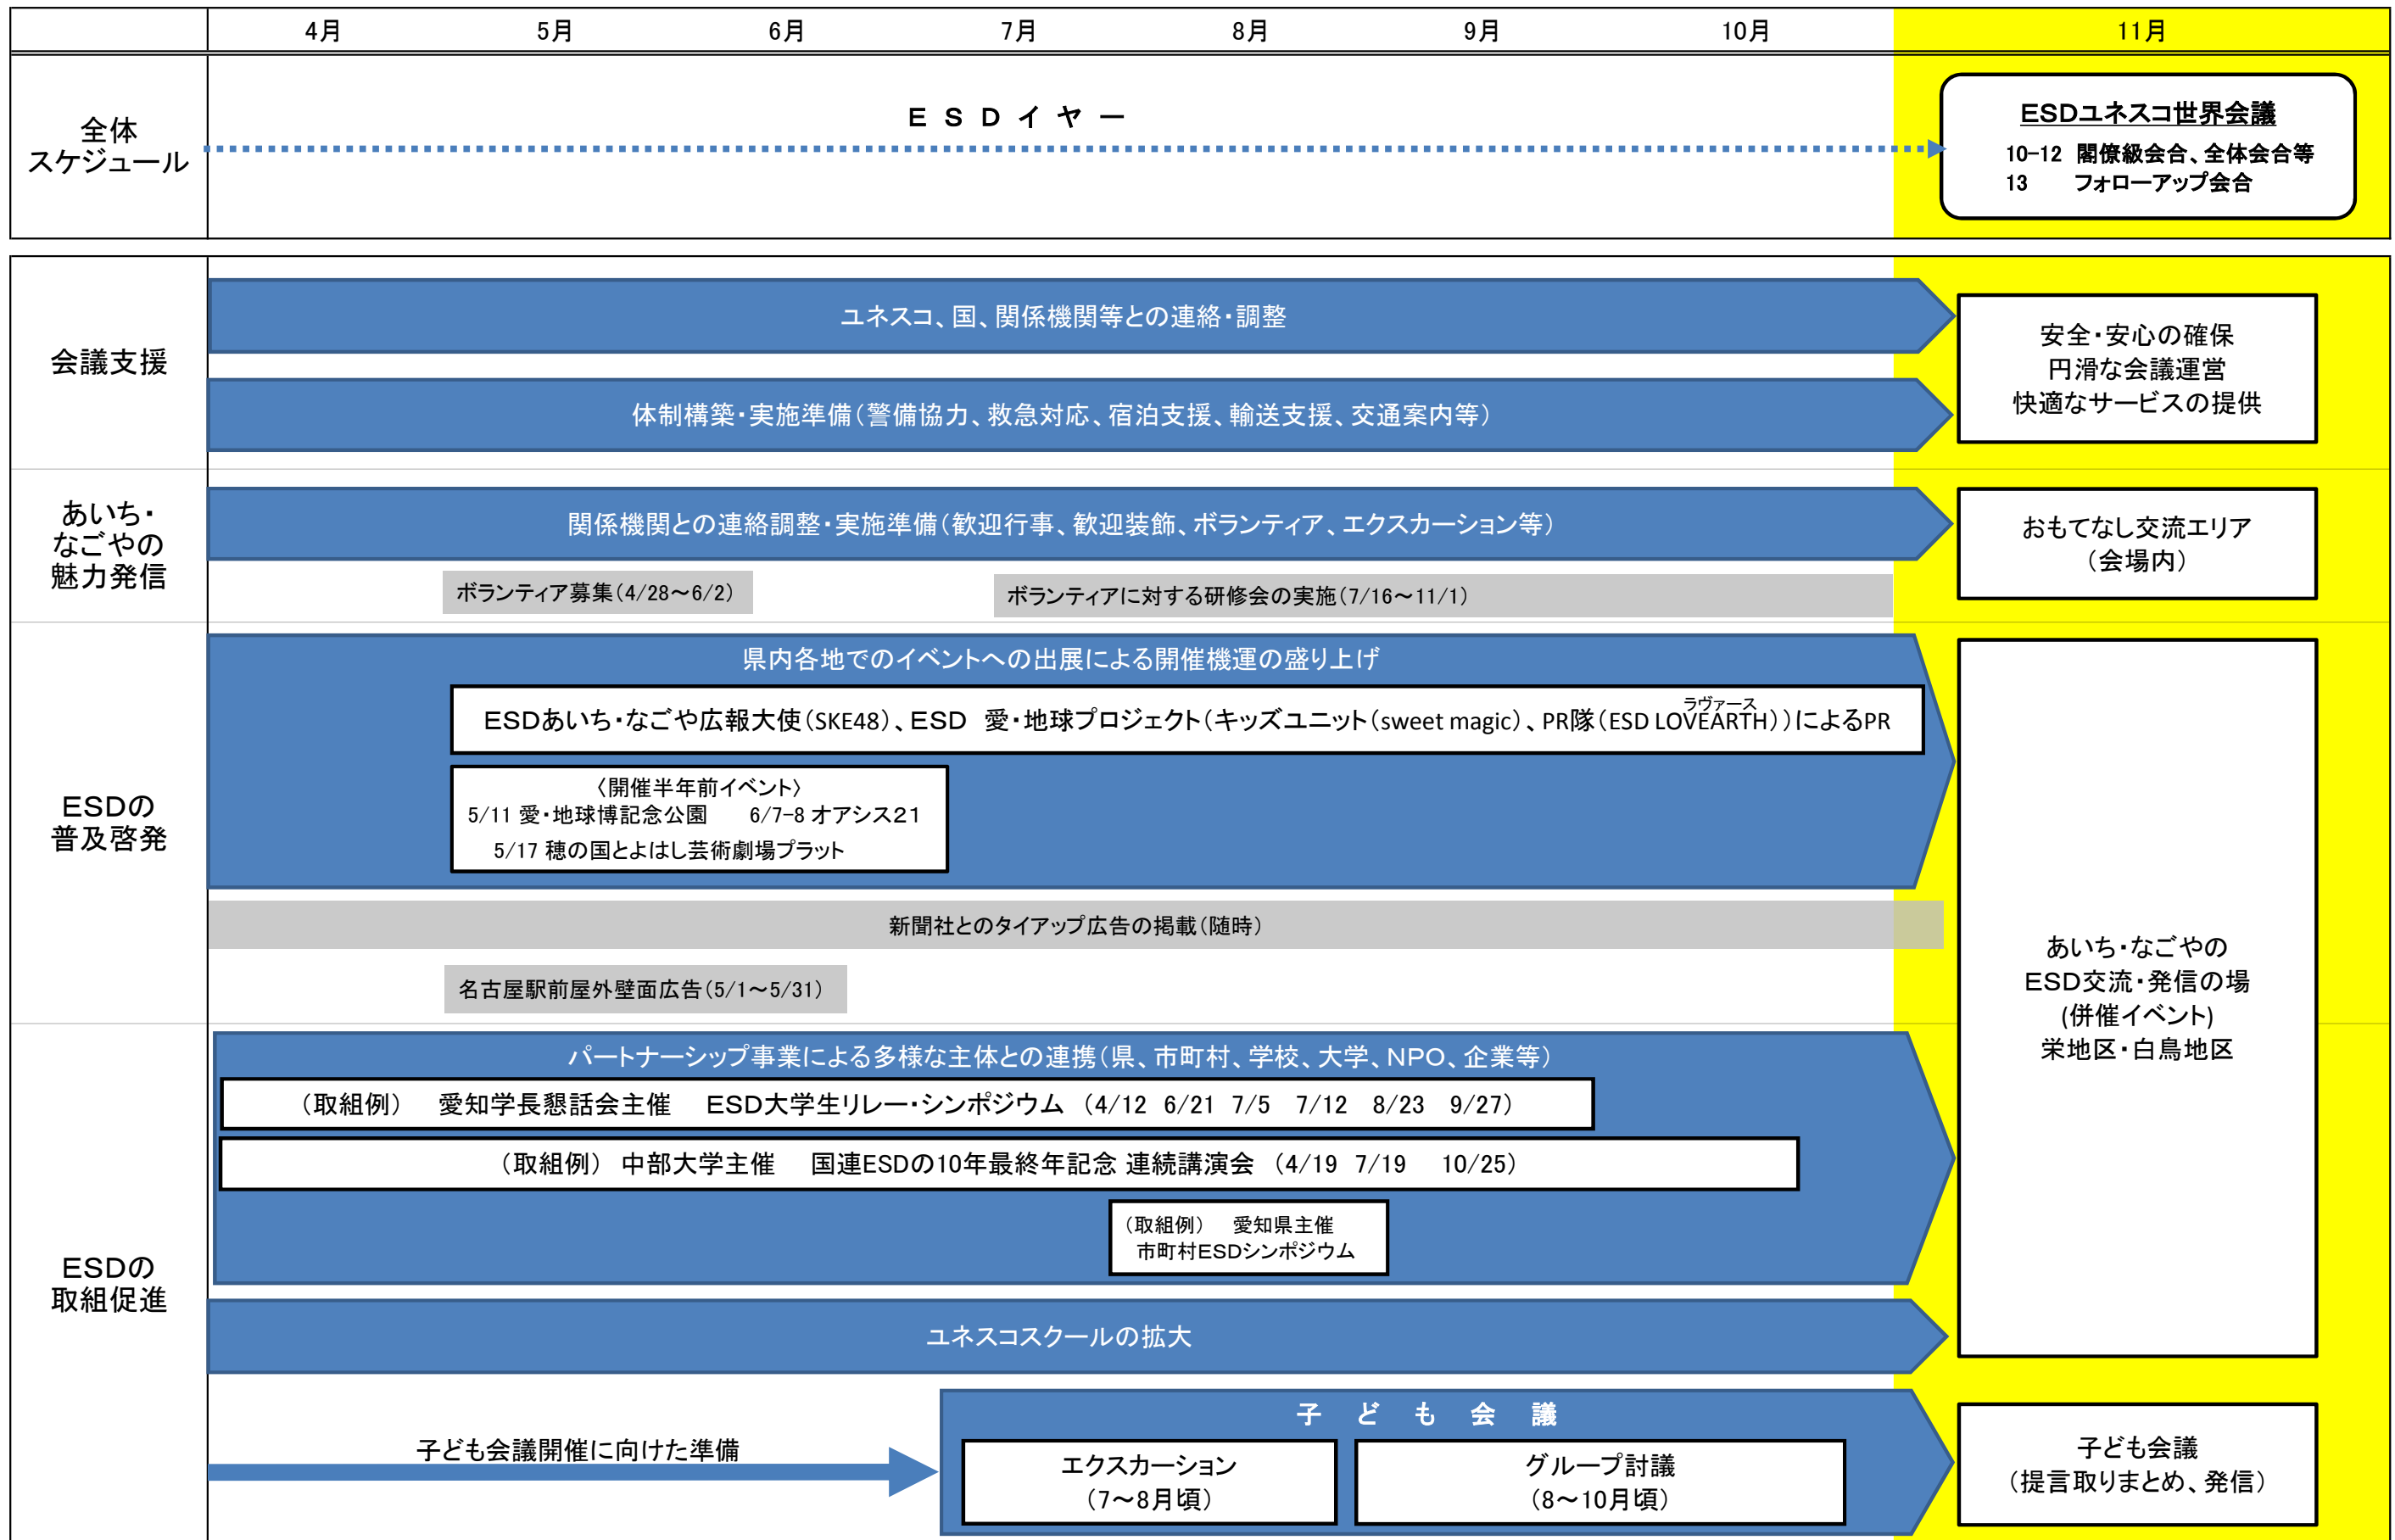 4月 5月 6月 7月 8月 9月 10月 11月
全体
スケジュール
ESDイヤー
ESDユネスコ世界会議
10-12 閣僚級会合、全体会合等
13 フォローアップ会合
会議支援
ユネスコ、国、関係機関等との連絡・調整
体制構築・実施準備(警備協力、救急対応、宿泊支援、輸送支援、交通案内等)
安全・安心の確保
円滑な会議運営
快適なサービスの提供
あいち・
なごやの
魅力発信
関係機関との連絡調整・実施準備(歓迎行事、歓迎装飾、ボランティア、エクスカーション等)
ボランティア募集(4/28~6/2)
ボランティアに対する研修会の実施(7/16~11/1)
おもてなし交流エリア
(会場内)
ESDの
普及啓発
県内各地でのイベントへの出展による開催機運の盛り上げ
ラヴァース
ESDあいち・なごや広報大使(SKE48)、ESD 愛・地球プロジェクト(キッズユニット(sweet magic)、PR隊(ESD LOVEARTH))によるPR
〈開催半年前イベント〉
5/11 愛・地球博記念公園 6/7-8 オアシス21
5/17 穂の国とよはし芸術劇場プラット
新聞社とのタイアップ広告の掲載(随時)
名古屋駅前屋外壁面広告(5/1~5/31)
あいち・なごやの
ESD交流・発信の場
(併催イベント)
栄地区・白鳥地区
ESDの
取組促進
パートナーシップ事業による多様な主体との連携(県、市町村、学校、大学、NPO、企業等)
(取組例) 愛知学長懇話会主催 ESD大学生リレー・シンポジウム (4/12 6/21 7/5 7/12 8/23 9/27)
(取組例) 中部大学主催 国連ESDの10年最終年記念 連続講演会 (4/19 7/19 10/25)
(取組例) 愛知県主催
市町村ESDシンポジウム
ユネスコスクールの拡大
子ども会議開催に向けた準備
子ども会議
エクスカーション
(7~8月頃)
グループ討議
(8~10月頃)
子ども会議
(提言取りまとめ、発信)